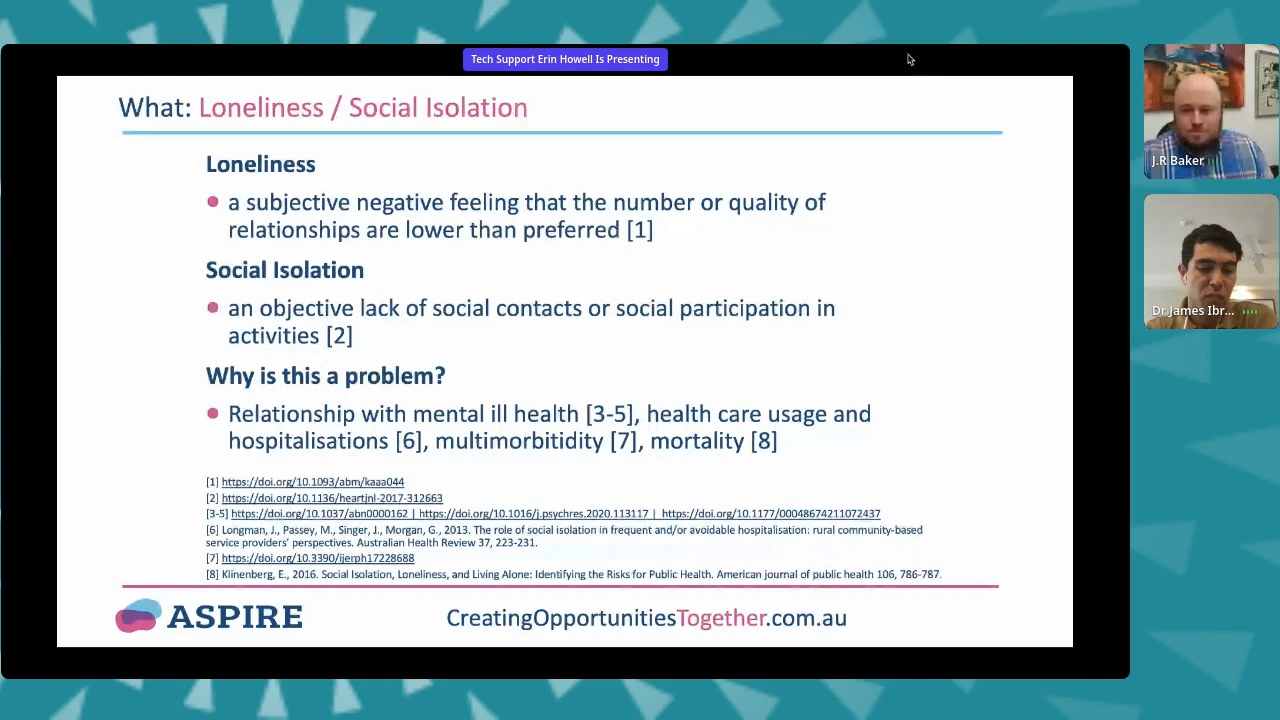 Tech Support Erin Howell Is Presenting
What: Loneliness / Social Isolation
Loneliness
a subjective negative feeling that the number or quality of
relationships are lower than preferred [1]
Social Isolation
an objective lack of social contacts or social participation in
activities [2]
Why is this a problem?
Relationship with mental ill health [3-5], health care usage and
hospitalisations [6], multimorbitidity [7], mortality [8]
[1] https://doi.org/10.1093/abm/kaaa044
[2] https://doi.org/10.1136/heartjnl-2017-312663
[3-5] https://doi.org/10.1037/abn0000162 | https://doi.org/10.1016/j.psychres.2020.113117 | https://doi.org/10.1177/00048674211072437
[6] Longman, J., Passey, M., Singer, J., Morgan, G., 2013. The role of social isolation in frequent and/or avoidable hospitalisation: rural community-based
service providers' perspectives. Australian Health Review 37, 223-231.
[7] https://doi.org/10.3390/ijerph17228688
[8] Klinenberg, E., 2016. Social Isolation, Loneliness, and Living Alone: Identifying the Risks for Public Health. American journal of public health 106, 786-787.
ASPIRE
CreatingOpportunitiesTogether.com.au
J.R Baker
Dr James Ibr...